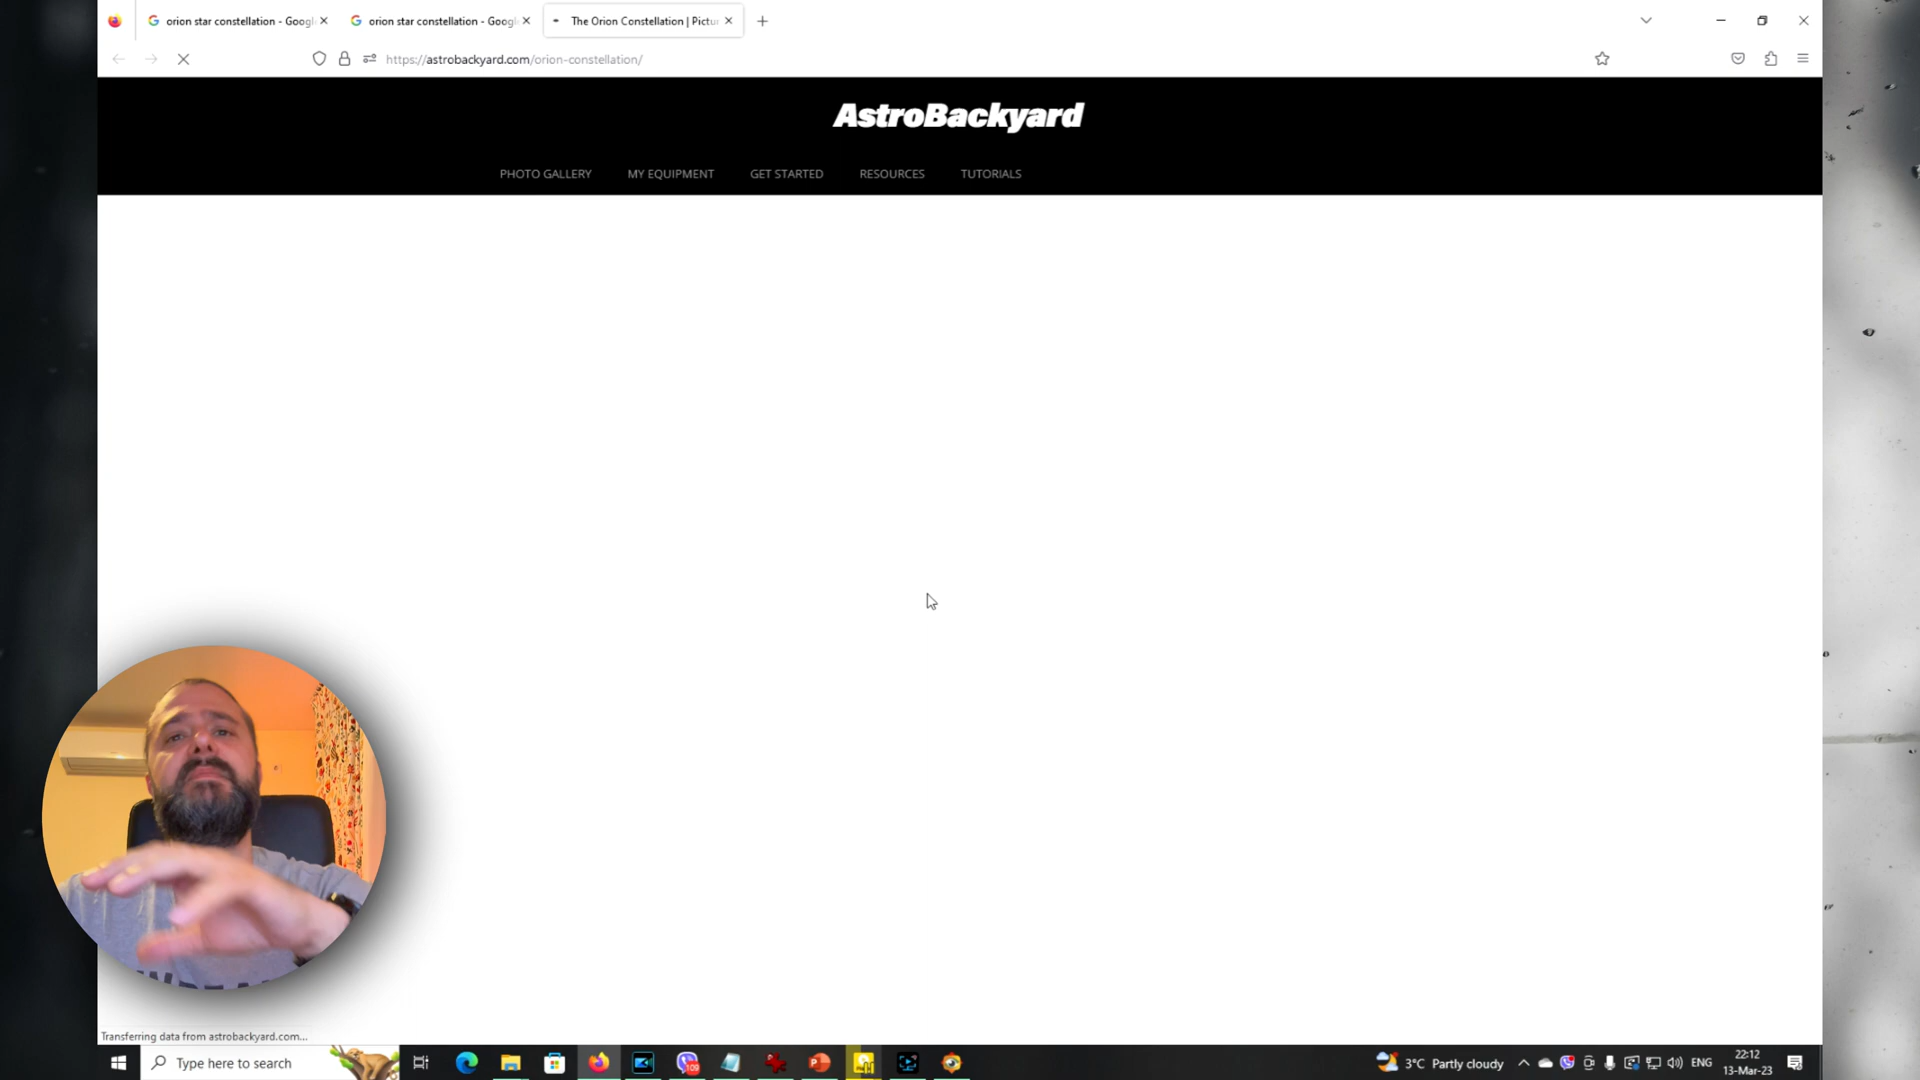 orion star constellation - Googl
orion star constellation - Googl
The Orion Constellation | Pictu
https://astrobackyard.com/orion-constellation/
AstroBackyard
PHOTO GALLERY
MY EQUIPMENT
GET STARTED
RESOURCES
TUTORIALS
Transferring data from astrobackyard.com...
Type here to search
109
3°C Partly cloudy
ENG
22:12
13-Mar-23